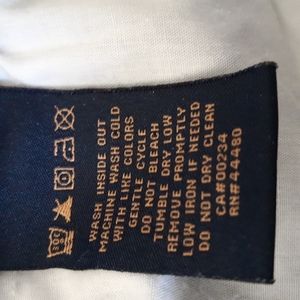 WASH INSIDE OUT
MACHINE WASH COLD
WITH LIKE COLORS
GENTLE CYCLE
DO NOT BLEACH
TUMBLE DRY LOW
REMOVE PROMPTLY
LOW IRON IF NEEDED
DO NOT DRY CLEAN
CA#00234
RN#44480